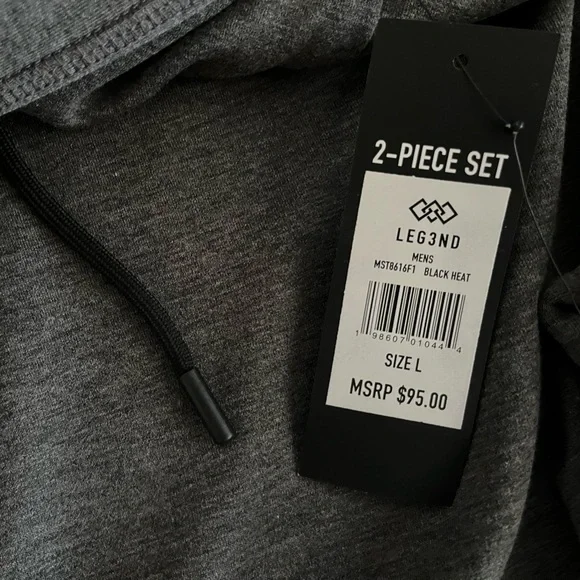 2-PIECE SET
LEG3ND
MENS
MST8616F1 BLACK HEAT
1 98607 01044 4
SIZE L
MSRP $95.00